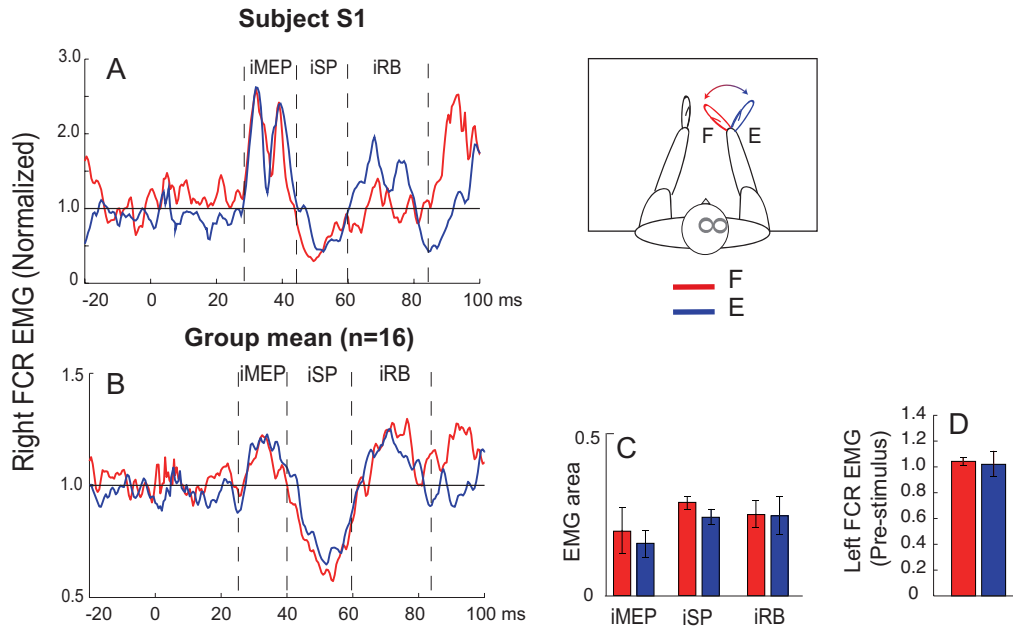 Subject S1
Right FCR EMG (Normalized)
A
iMEP iSP iRB
3.0
2.0
1.0
0
-20 0 20 40 60 80 100 ms
F E
F
E
Group mean (n=16)
B
iMEP iSP iRB
1.5
1.0
0.5
-20 0 20 40 60 80 100 ms
C
EMG area
0.5
0
iMEP iSP iRB
D
Left FCR EMG
(Pre-stimulus)
1.4
1.2
1.0
0.8
0.6
0.4
0.2
0